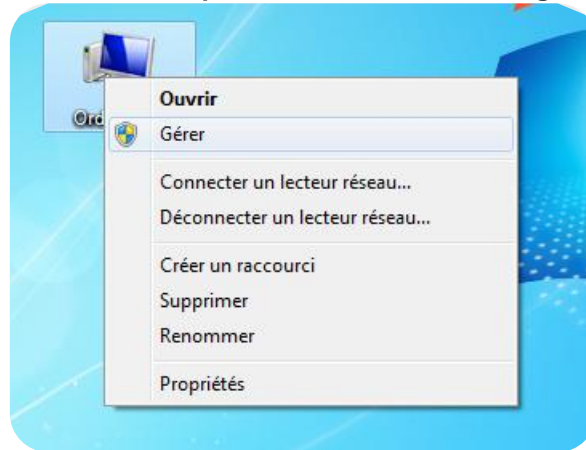 Ouvrir
Gérer
Connecter un lecteur réseau...
Déconnecter un lecteur réseau...
Créer un raccourci
Supprimer
Renommer
Propriétés